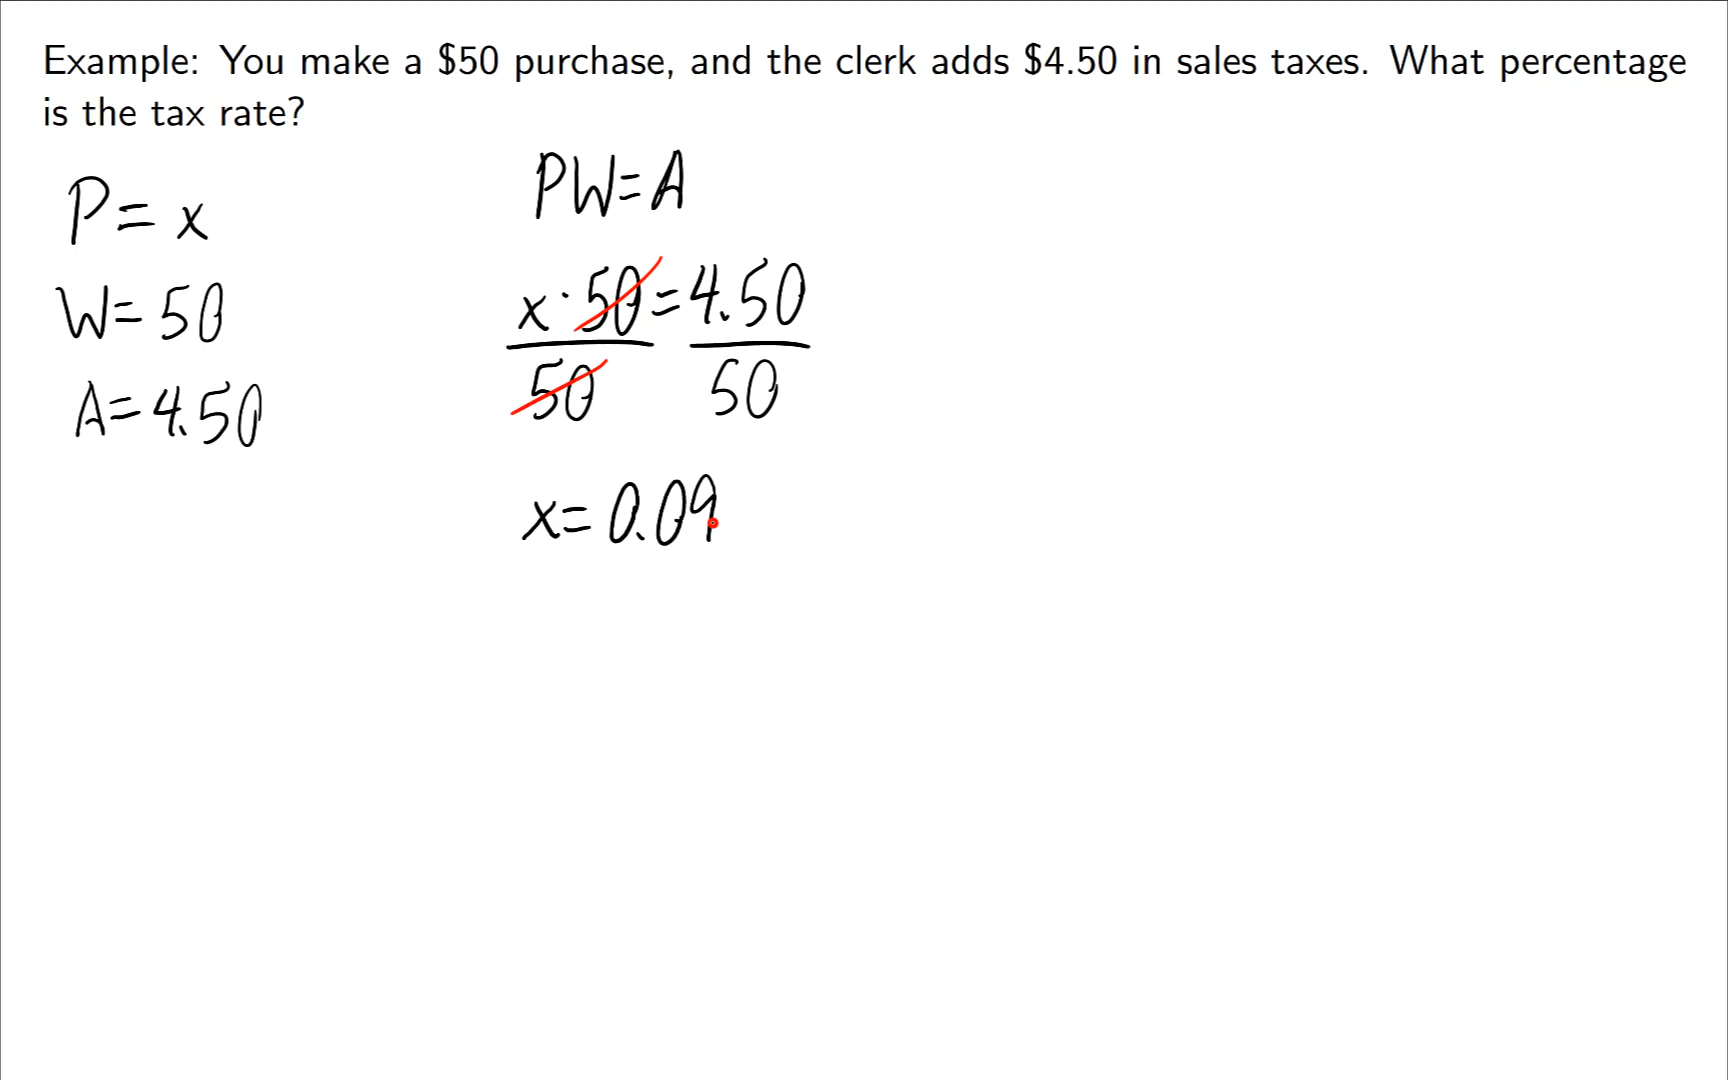 Example: You make a $50 purchase, and the clerk adds $4.50 in sales taxes. What percentage
is the tax rate?
P = x
W = 50
A = 4.50
PW = A
x · 50 = 4.50
50 50
x = 0.09